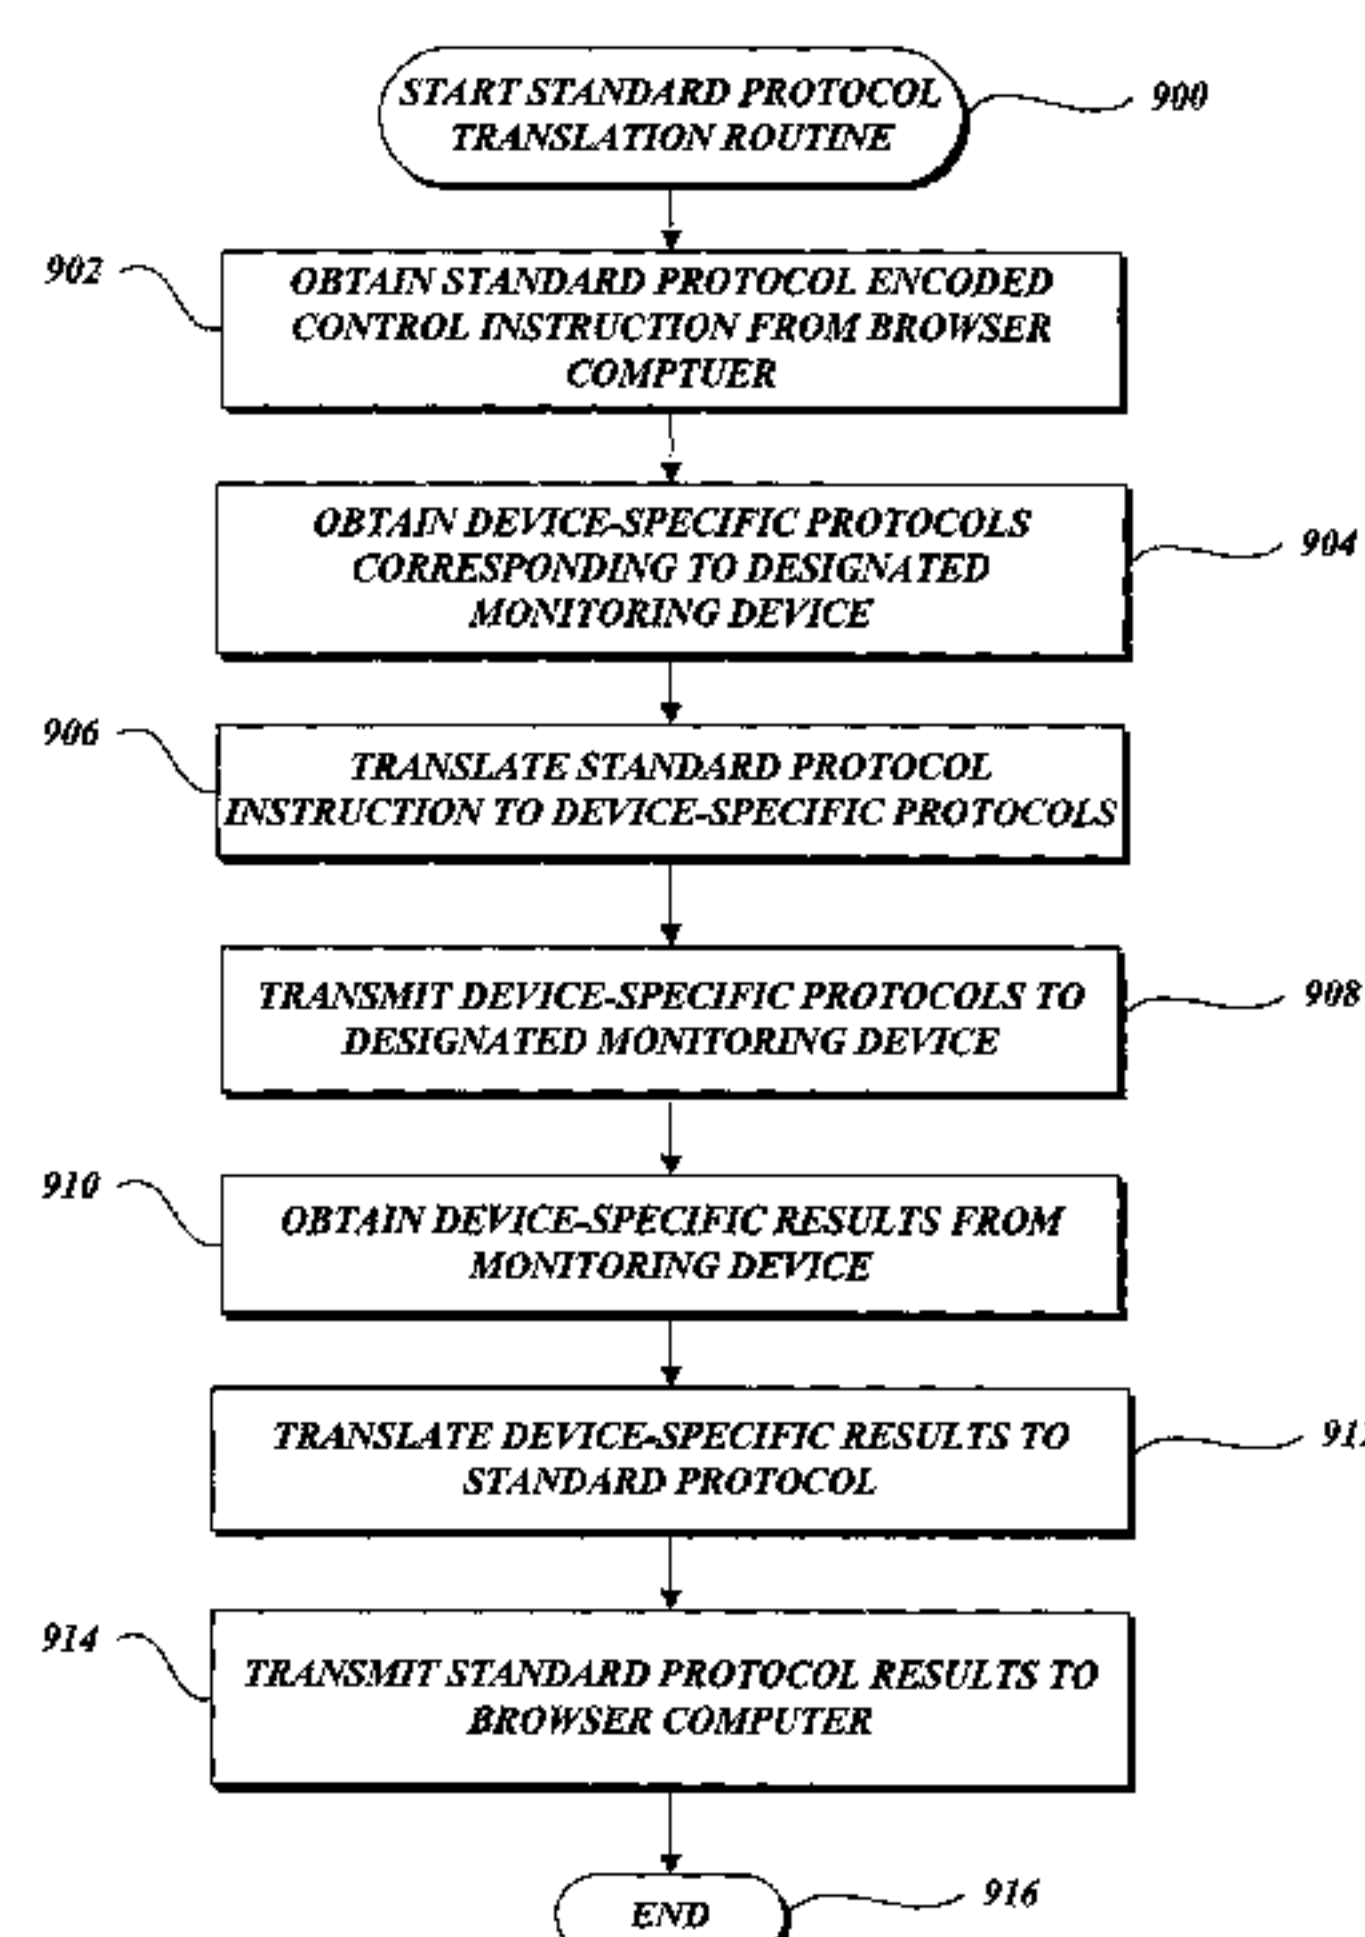 START STANDARD PROTOCOL
TRANSLATION ROUTINE
900
902
OBTAIN STANDARD PROTOCOL ENCODED
CONTROL INSTRUCTION FROM BROWSER
COMPTUER
OBTAIN DEVICE-SPECIFIC PROTOCOLS
CORRESPONDING TO DESIGNATED
MONITORING DEVICE
904
906
TRANSLATE STANDARD PROTOCOL
INSTRUCTION TO DEVICE-SPECIFIC PROTOCOLS
TRANSMIT DEVICE-SPECIFIC PROTOCOLS TO
DESIGNATED MONITORING DEVICE
908
910
OBTAIN DEVICE-SPECIFIC RESULTS FROM
MONITORING DEVICE
TRANSLATE DEVICE-SPECIFIC RESULTS TO
STANDARD PROTOCOL
914
TRANSMIT STANDARD PROTOCOL RESULTS TO
BROWSER COMPUTER
END
916